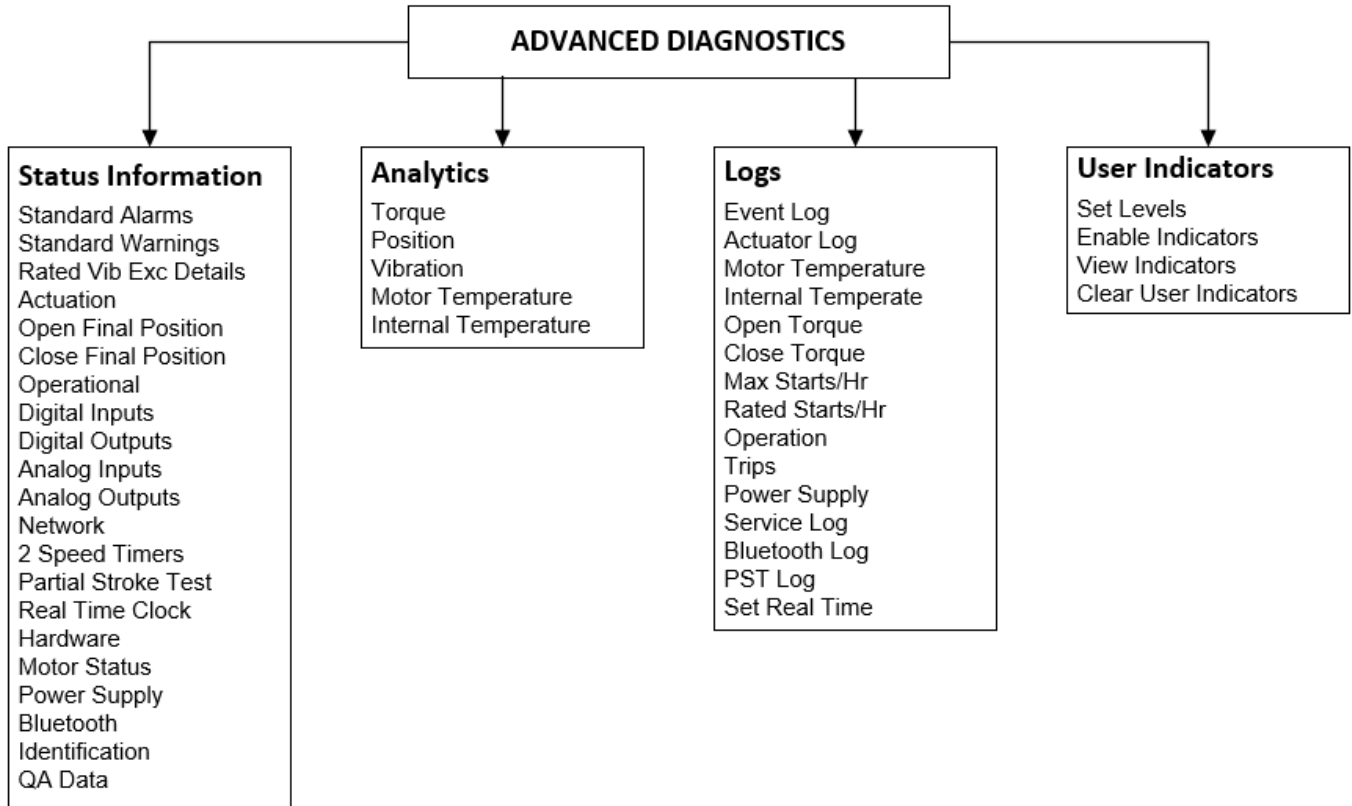 ADVANCED DIAGNOSTICS
Status Information
Standard Alarms
Standard Warnings
Rated Vib Exc Details
Actuation
Open Final Position
Close Final Position
Operational
Digital Inputs
Digital Outputs
Analog Inputs
Analog Outputs
Network
2 Speed Timers
Partial Stroke Test
Real Time Clock
Hardware
Motor Status
Power Supply
Bluetooth
Identification
QA Data
Analytics
Torque
Position
Vibration
Motor Temperature
Internal Temperature
Logs
Event Log
Actuator Log
Motor Temperature
Internal Temperate
Open Torque
Close Torque
Max Starts/Hr
Rated Starts/Hr
Operation
Trips
Power Supply
Service Log
Bluetooth Log
PST Log
Set Real Time
User Indicators
Set Levels
Enable Indicators
View Indicators
Clear User Indicators